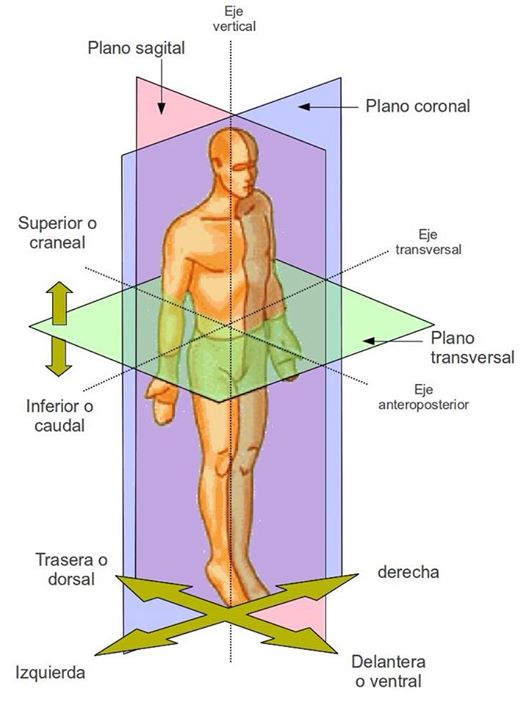 Eje
vertical
Plano sagital
Plano coronal
Superior o
craneal
Eje
transversal
Plano
transversal
Inferior o
caudal
Eje
anteroposterior
Trasera o
dorsal
derecha
Izquierda
Delantera
o ventral